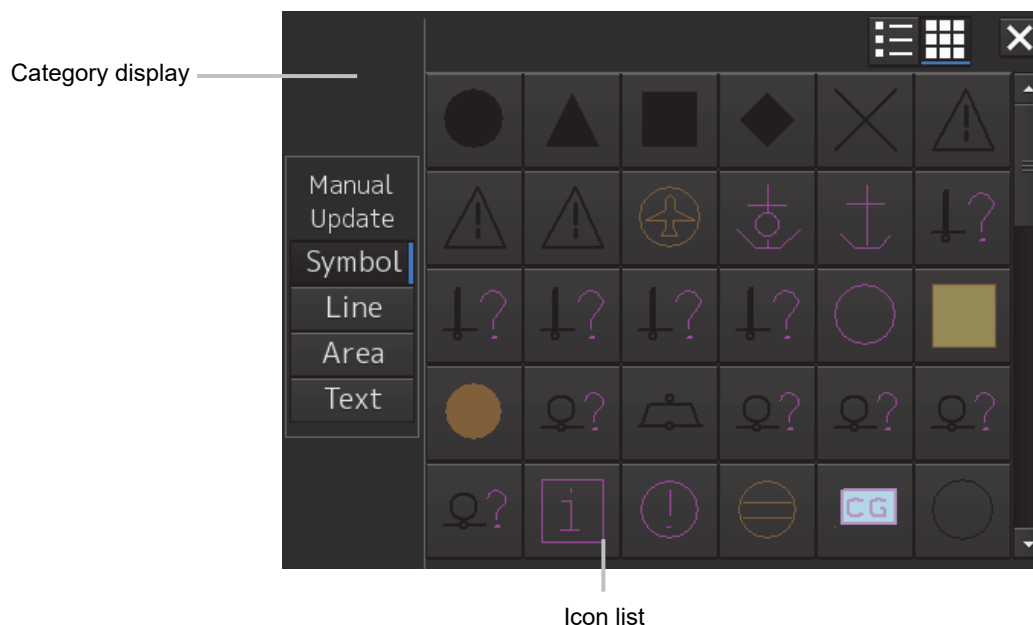 Category display
Manual
Update
Symbol
Line
Area
Text
?
? ? ? ?
? ? ? ?
? i ! CG
Icon list